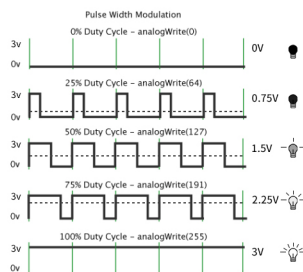 Pulse Width Modulation
0% Duty Cycle – analogWrite(0)
3v
0v
0V
25% Duty Cycle – analogWrite(64)
3v
0v
0.75V
50% Duty Cycle – analogWrite(127)
3v
0v
1.5V
75% Duty Cycle – analogWrite(191)
3v
0v
2.25V
100% Duty Cycle – analogWrite(255)
3v
0v
3V